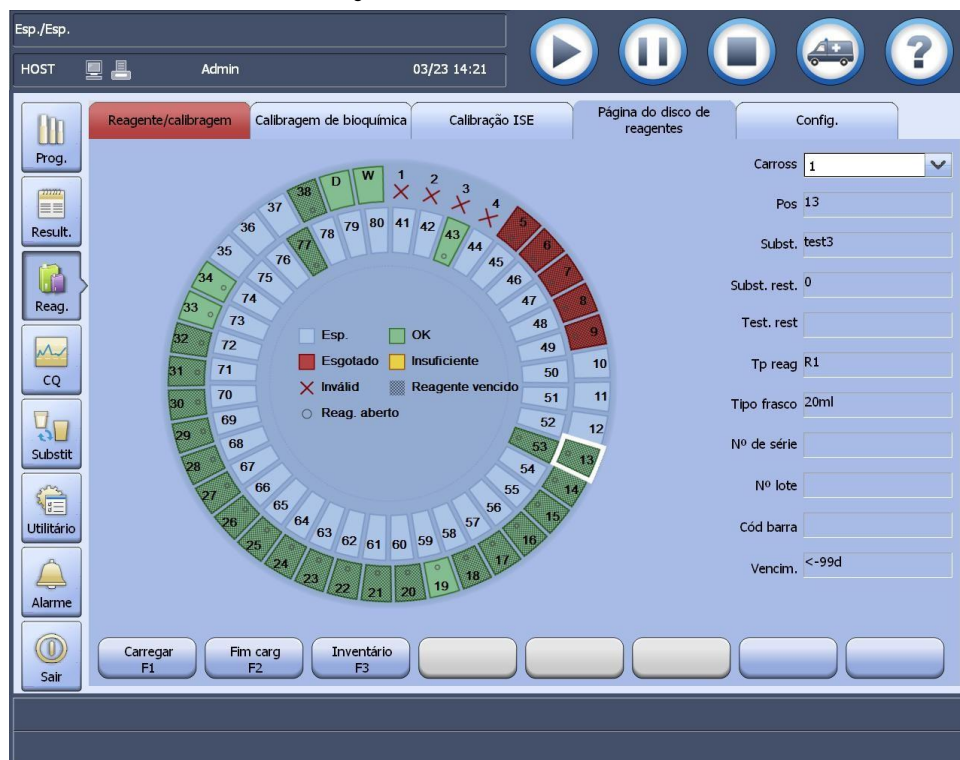 Esp./Esp.
HOST Admin 03/23 14:21
?
Prog.
Result.
Reag.
CQ
Substit
Utilitário
Alarme
Sair
Reagente/calibragem
Calibragem de bioquímica
Calibração ISE
Página do disco de
reagentes
Config.
D W 1 2 3 4 5 6 7 8 9 10 11 12 13 14 15 16 17 18 19 20 21 22 23 24 25 26 27 28 29 30 31 32 33 34 35 36 37 38
41 42 43 44 45 46 47 48 49 50 51 52 53 54 55 56 57 58 59 60 61 62 63 64 65 66 67 68 69 70 71 72 73 74 75 76 77 78 79 80
Esp. OK
Esgotado Insuficiente
Inválid Reagente vencido
Reag. aberto
Carross 1
Pos 13
Subst. test3
Subst. rest. 0
Test. rest
Tp reag R1
Tipo frasco 20ml
Nº de série
Nº lote
Cód barra
Vencim. <-99d
Carregar
F1
Fim carg
F2
Inventário
F3